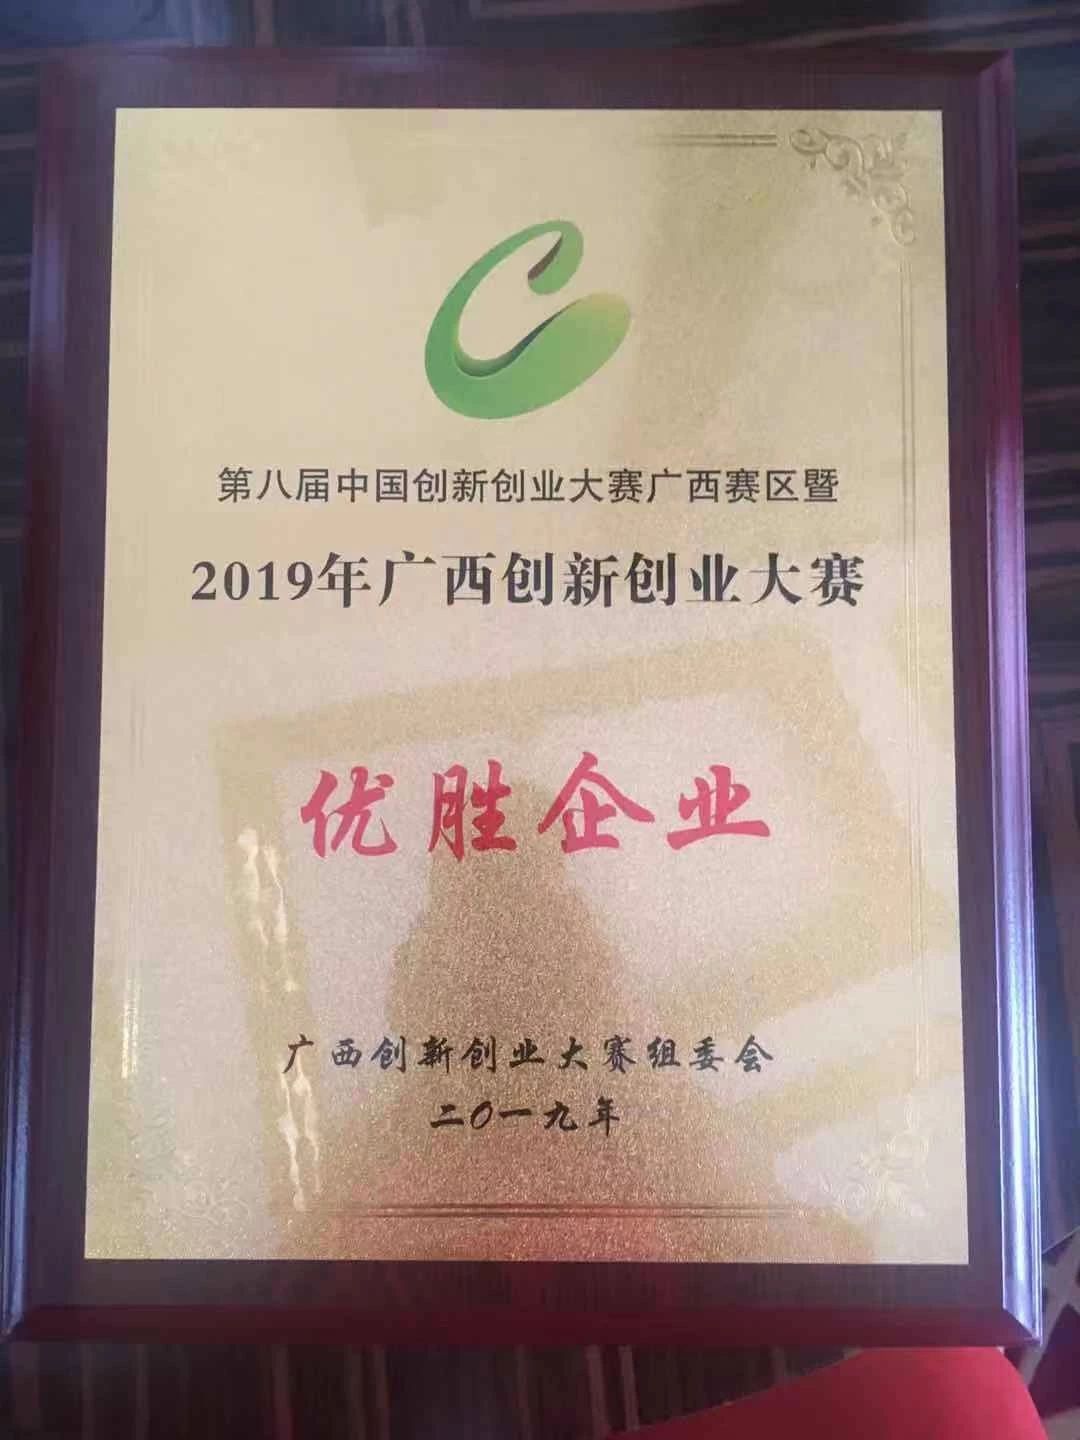 第八届中国创新创业大赛广西赛区暨
2019年广西创新创业大赛
优胜企业
广西创新创业大赛组委会
二〇一九年